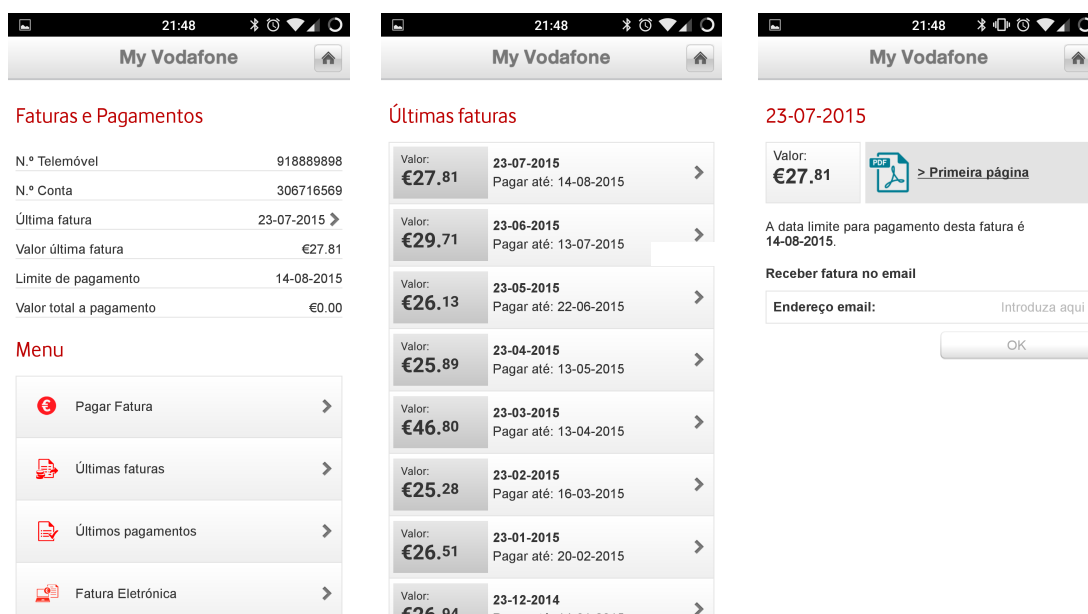 21:48
My Vodafone
Faturas e Pagamentos
N.º Telemóvel 918889898
N.º Conta 306716569
Última fatura 23-07-2015
Valor última fatura €27.81
Limite de pagamento 14-08-2015
Valor total a pagamento €0.00
Menu
Pagar Fatura
Últimas faturas
Últimos pagamentos
Fatura Eletrónica
21:48
My Vodafone
Últimas faturas
Valor:
€27.81
23-07-2015
Pagar até: 14-08-2015
Valor:
€29.71
23-06-2015
Pagar até: 13-07-2015
Valor:
€26.13
23-05-2015
Pagar até: 22-06-2015
Valor:
€25.89
23-04-2015
Pagar até: 13-05-2015
Valor:
€46.80
23-03-2015
Pagar até: 13-04-2015
Valor:
€25.28
23-02-2015
Pagar até: 16-03-2015
Valor:
€26.51
23-01-2015
Pagar até: 20-02-2015
Valor:
€26.94
23-12-2014
21:48
My Vodafone
23-07-2015
Valor:
€27.81
PDF
> Primeira página
A data limite para pagamento desta fatura é
14-08-2015.
Receber fatura no email
Endereço email: Introduza aqui
OK